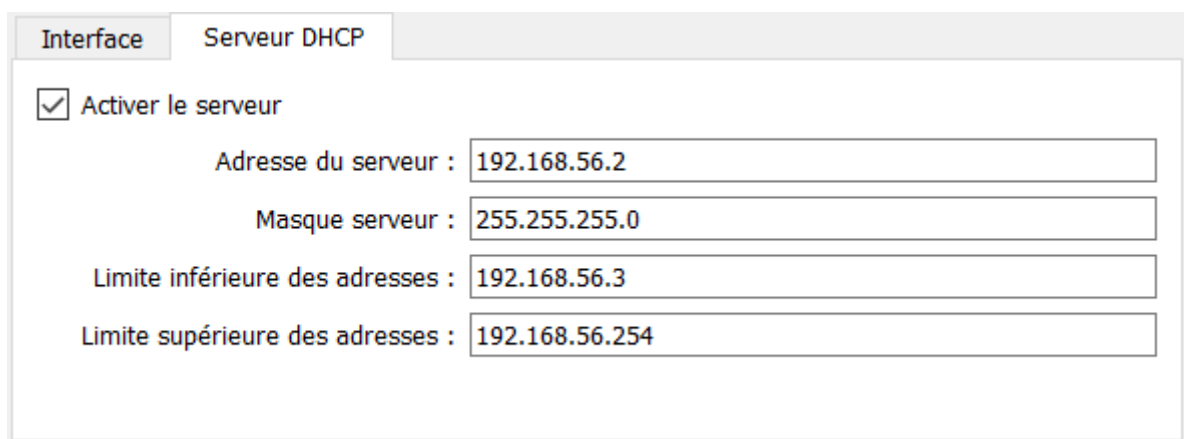 Interface Serveur DHCP
Activer le serveur
Adresse du serveur : 192.168.56.2
Masque serveur : 255.255.255.0
Limite inférieure des adresses : 192.168.56.3
Limite supérieure des adresses : 192.168.56.254